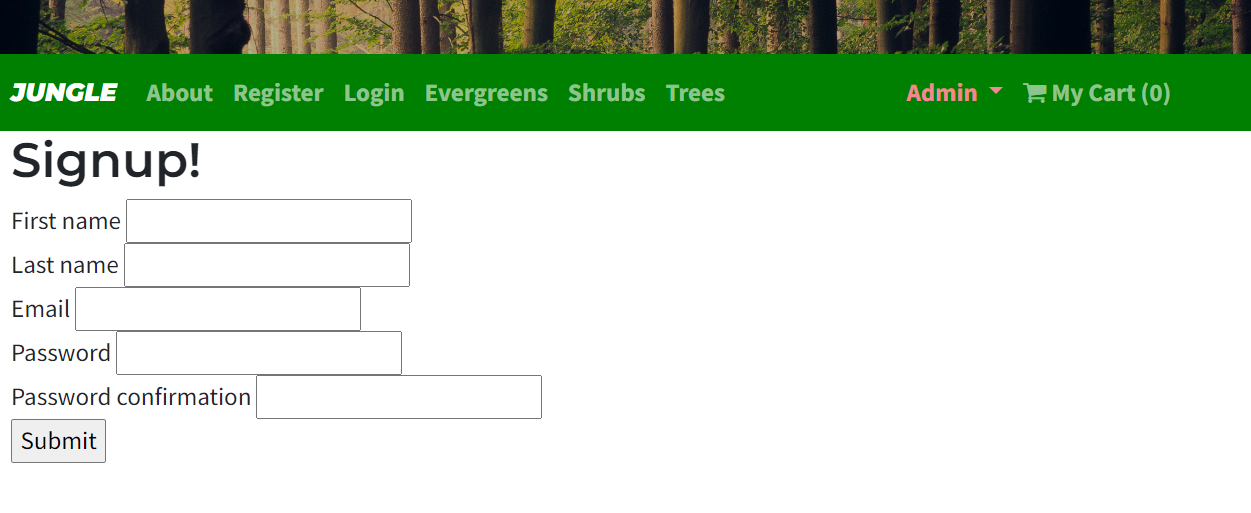 JUNGLE About Register Login Evergreens Shrubs Trees Admin My Cart (0)
Signup!
First name
Last name
Email
Password
Password confirmation
Submit